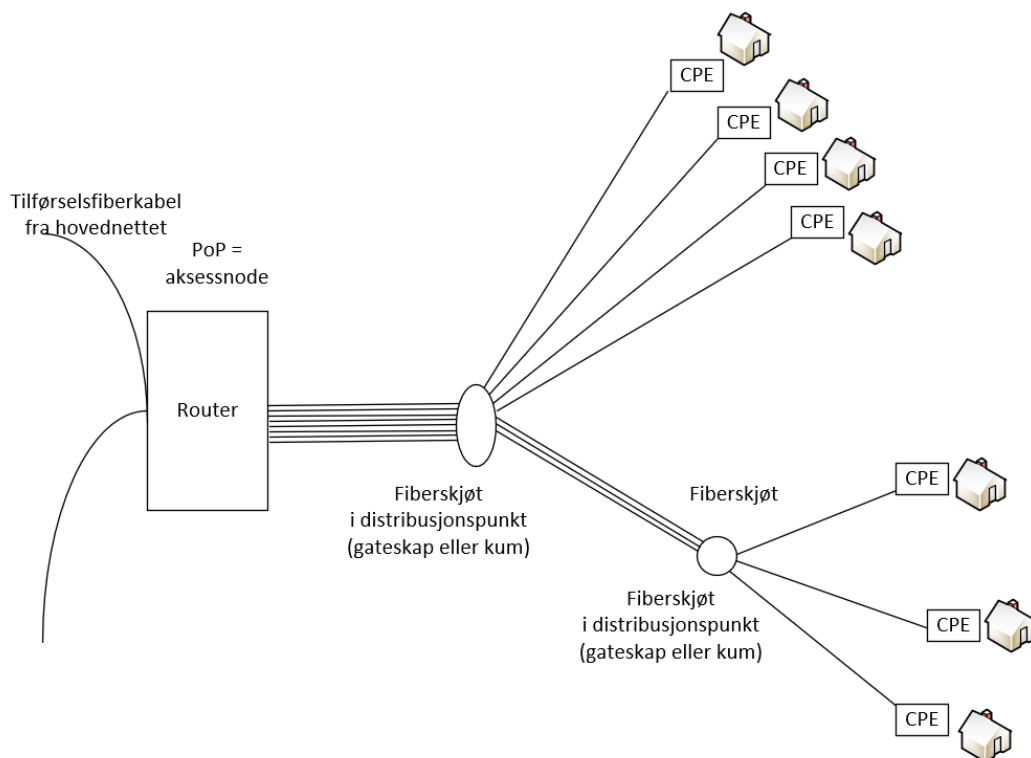 CPE
CPE
CPE
CPE
Tilførselsfiberkabel
fra hovednettet
PoP =
aksessnode
Router
Fiberskjøt
i distribusjonspunkt
(gateskap eller kum)
Fiberskjøt
CPE
Fiberskjøt
i distribusjonspunkt
(gateskap eller kum)
CPE
CPE